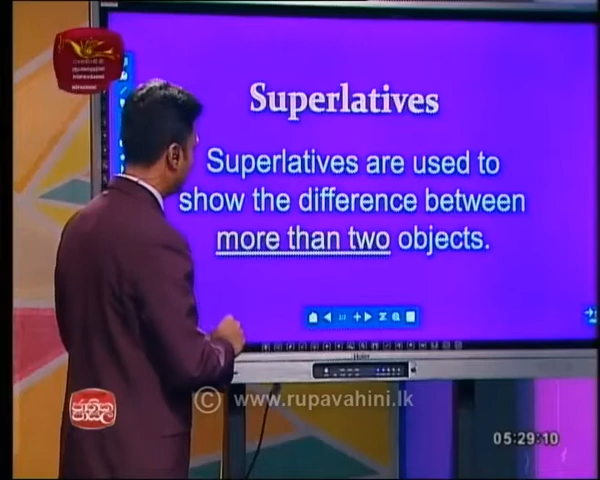 Superlatives
Superlatives are used to
show the difference between
more than two objects.
© www.rupavahini.lk
05:29:10